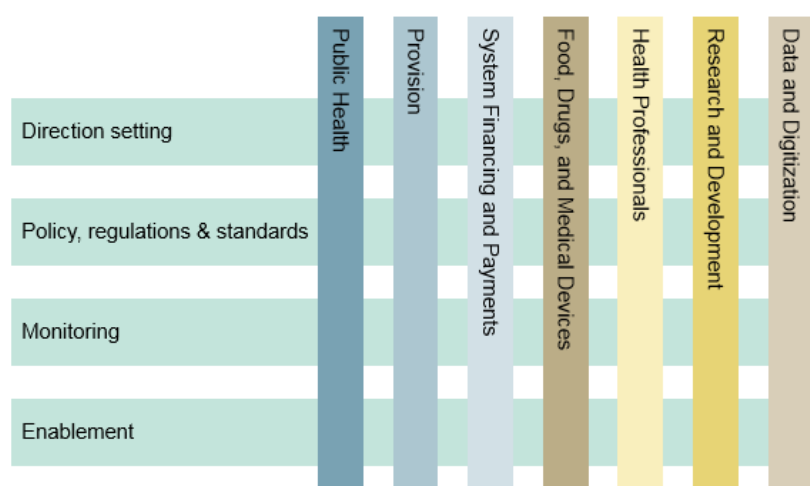 Public Health
Provision
System Financing and Payments
Food, Drugs, and Medical Devices
Health Professionals
Research and Development
Data and Digitization
Direction setting
Policy, regulations & standards
Monitoring
Enablement